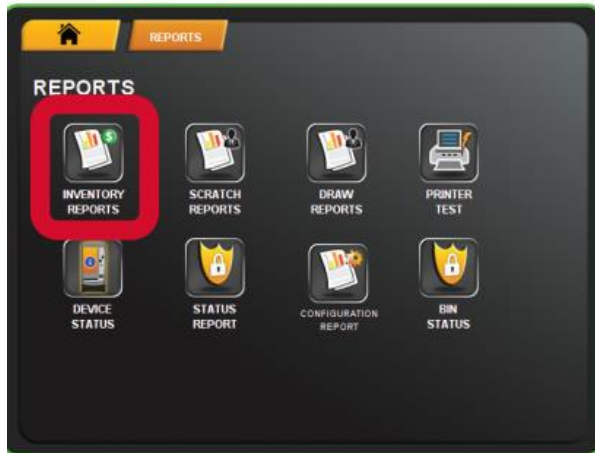 REPORTS
REPORTS
INVENTORY
REPORTS
SCRATCH
REPORTS
DRAW
REPORTS
PRINTER
TEST
DEVICE
STATUS
STATUS
REPORT
CONFIGURATION
REPORT
BIN
STATUS